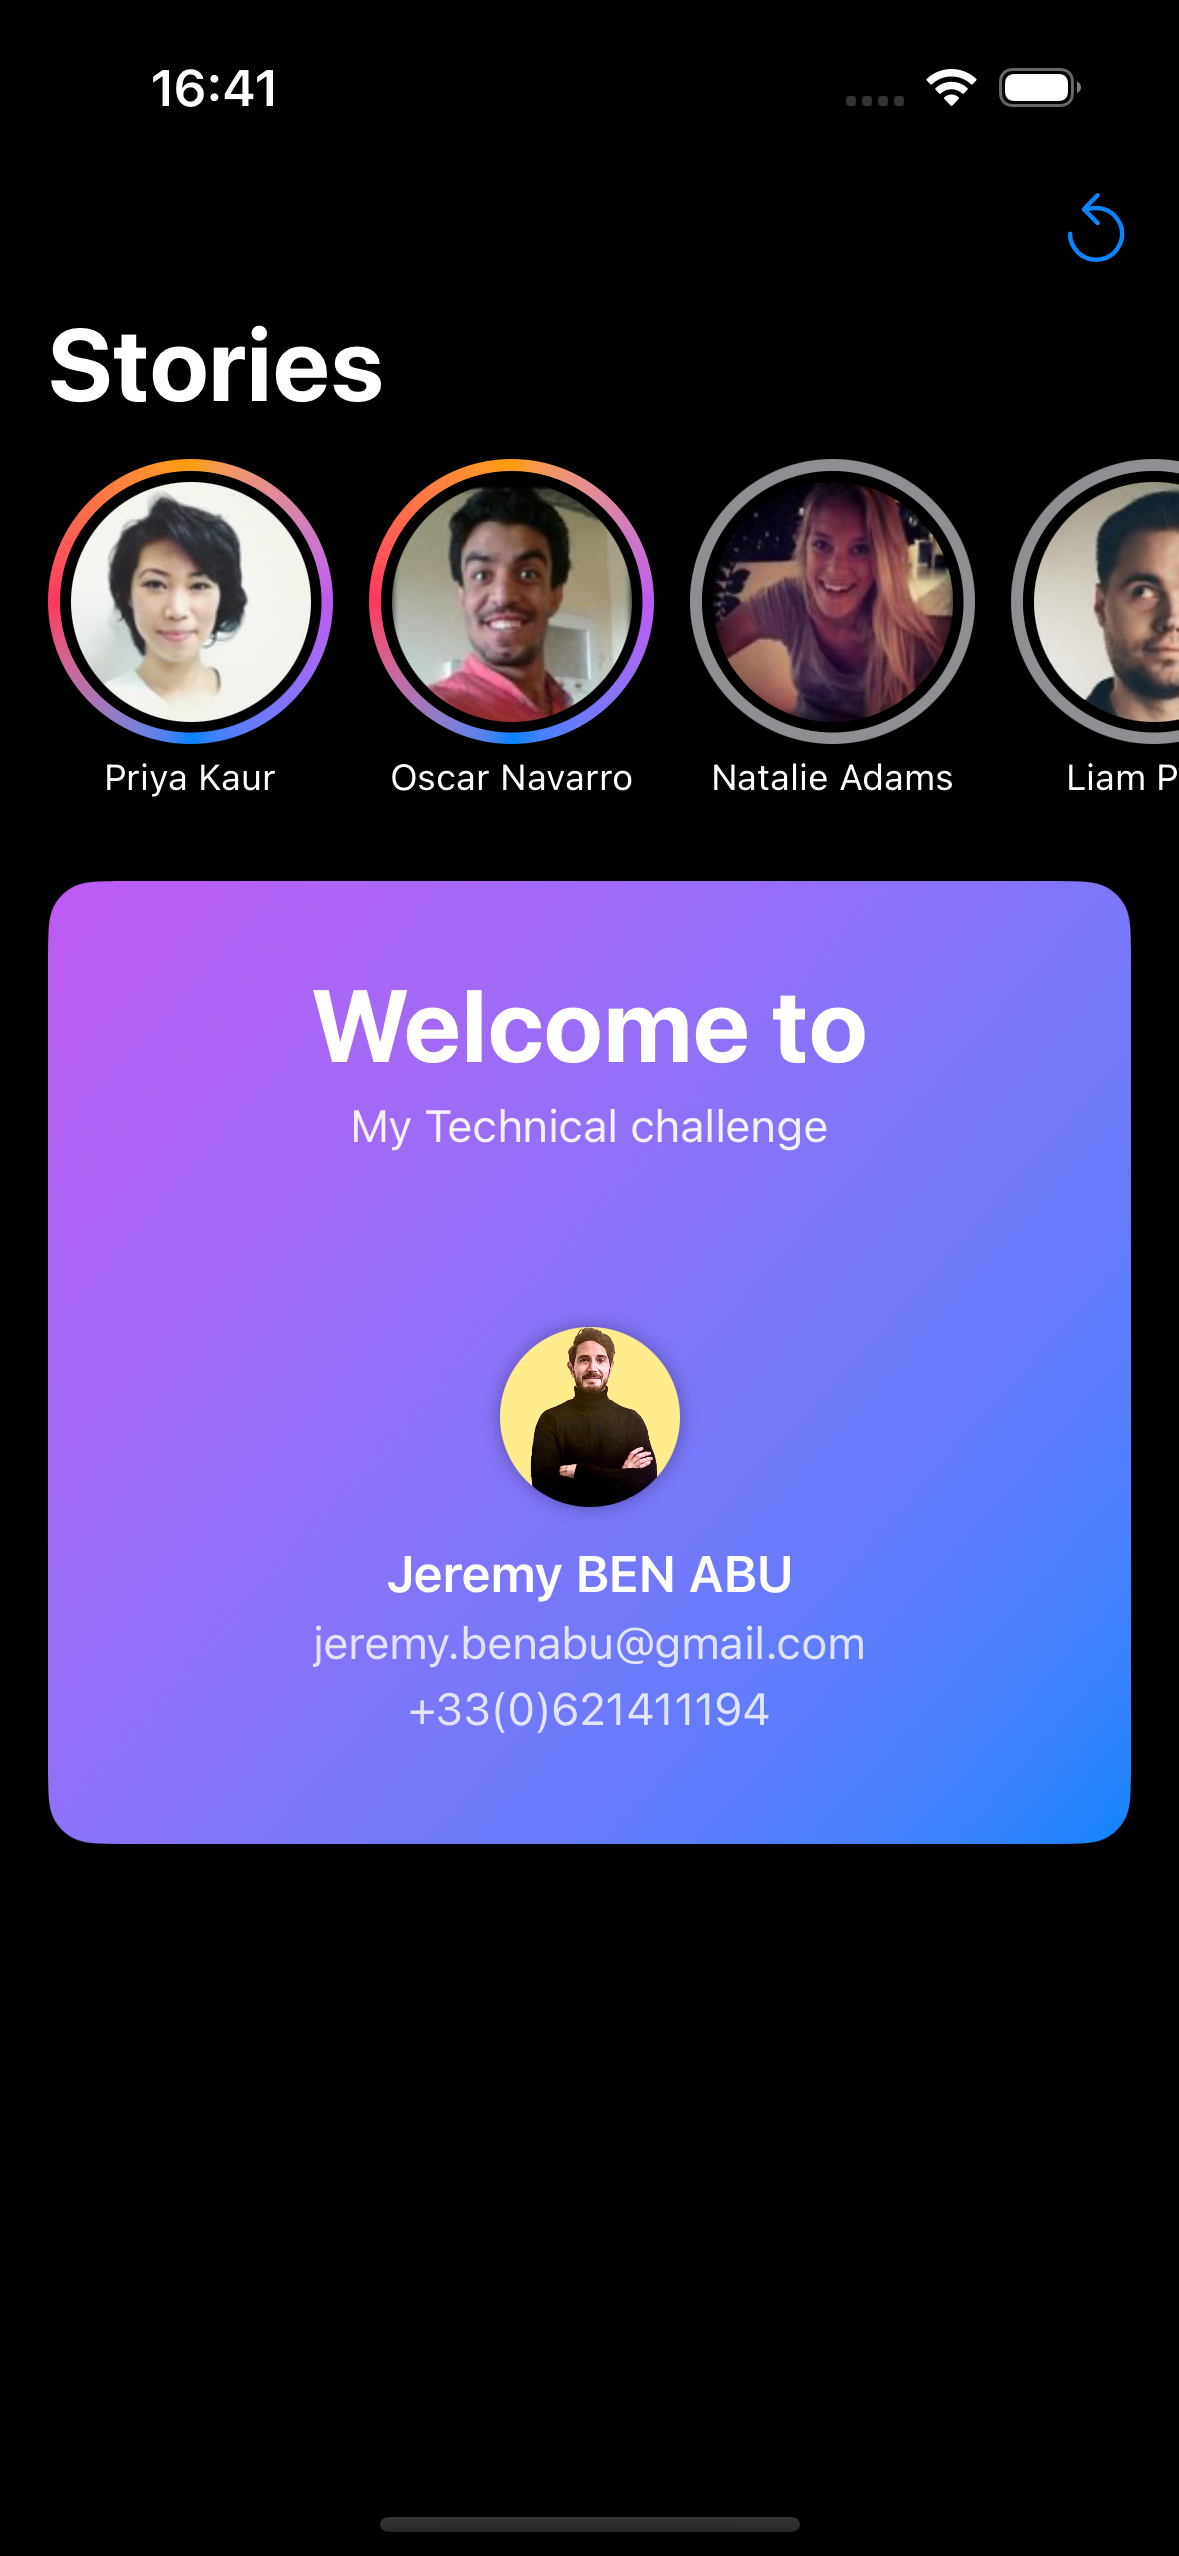 16:41
Stories
Priya Kaur
Oscar Navarro
Natalie Adams
Liam P
Welcome to
My Technical challenge
Jeremy BEN ABU
jeremy.benabu@gmail.com
+33(0)621411194